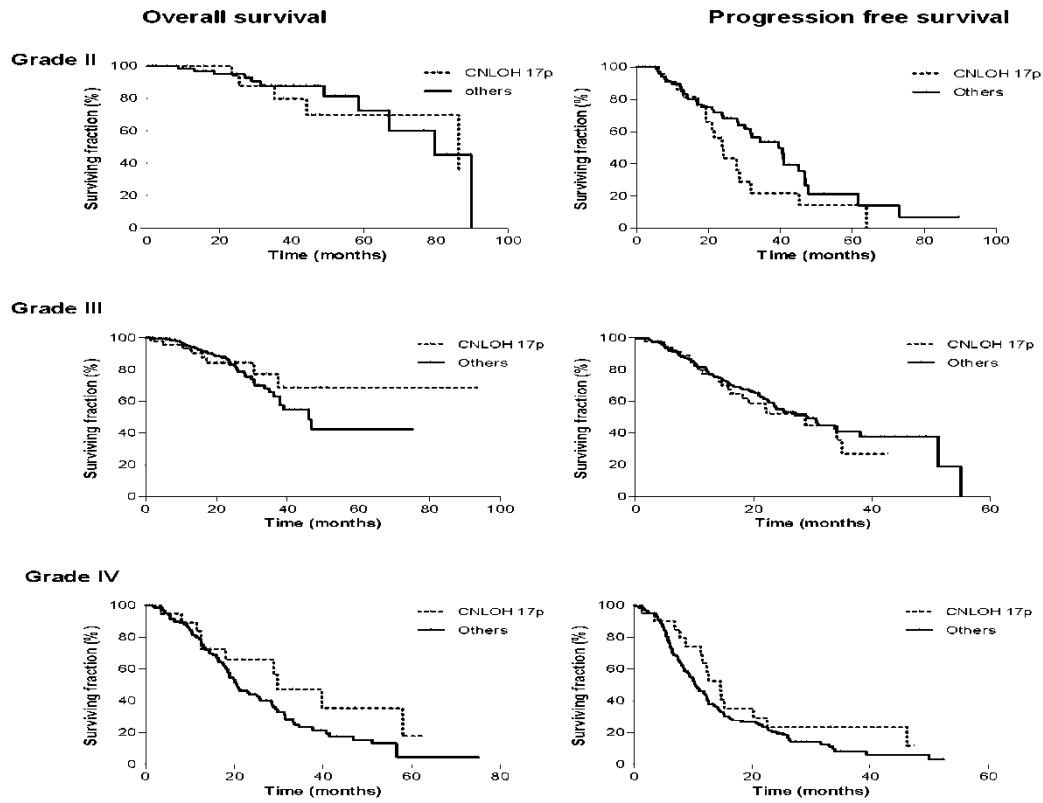 Overall survival
Progression free survival
Grade II
Surviving fraction (%)
100
80
60
40
20
0
0 20 40 60 80 100
Time (months)
CNLOH 17p
others
Surviving fraction (%)
100
80
60
40
20
0
0 20 40 60 80 100
Time (months)
CNLOH 17p
Others
Grade III
Surviving fraction (%)
100
80
60
40
20
0
0 20 40 60 80 100
Time (months)
CNLOH 17p
Others
Surviving fraction (%)
100
80
60
40
20
0
0 20 40 60
Time (months)
CNLOH 17p
Others
Grade IV
Surviving fraction (%)
100
80
60
40
20
0
0 20 40 60 80
Time (months)
CNLOH 17p
Others
Surviving fraction (%)
100
80
60
40
20
0
0 20 40 60
Time (months)
CNLOH 17p
Others